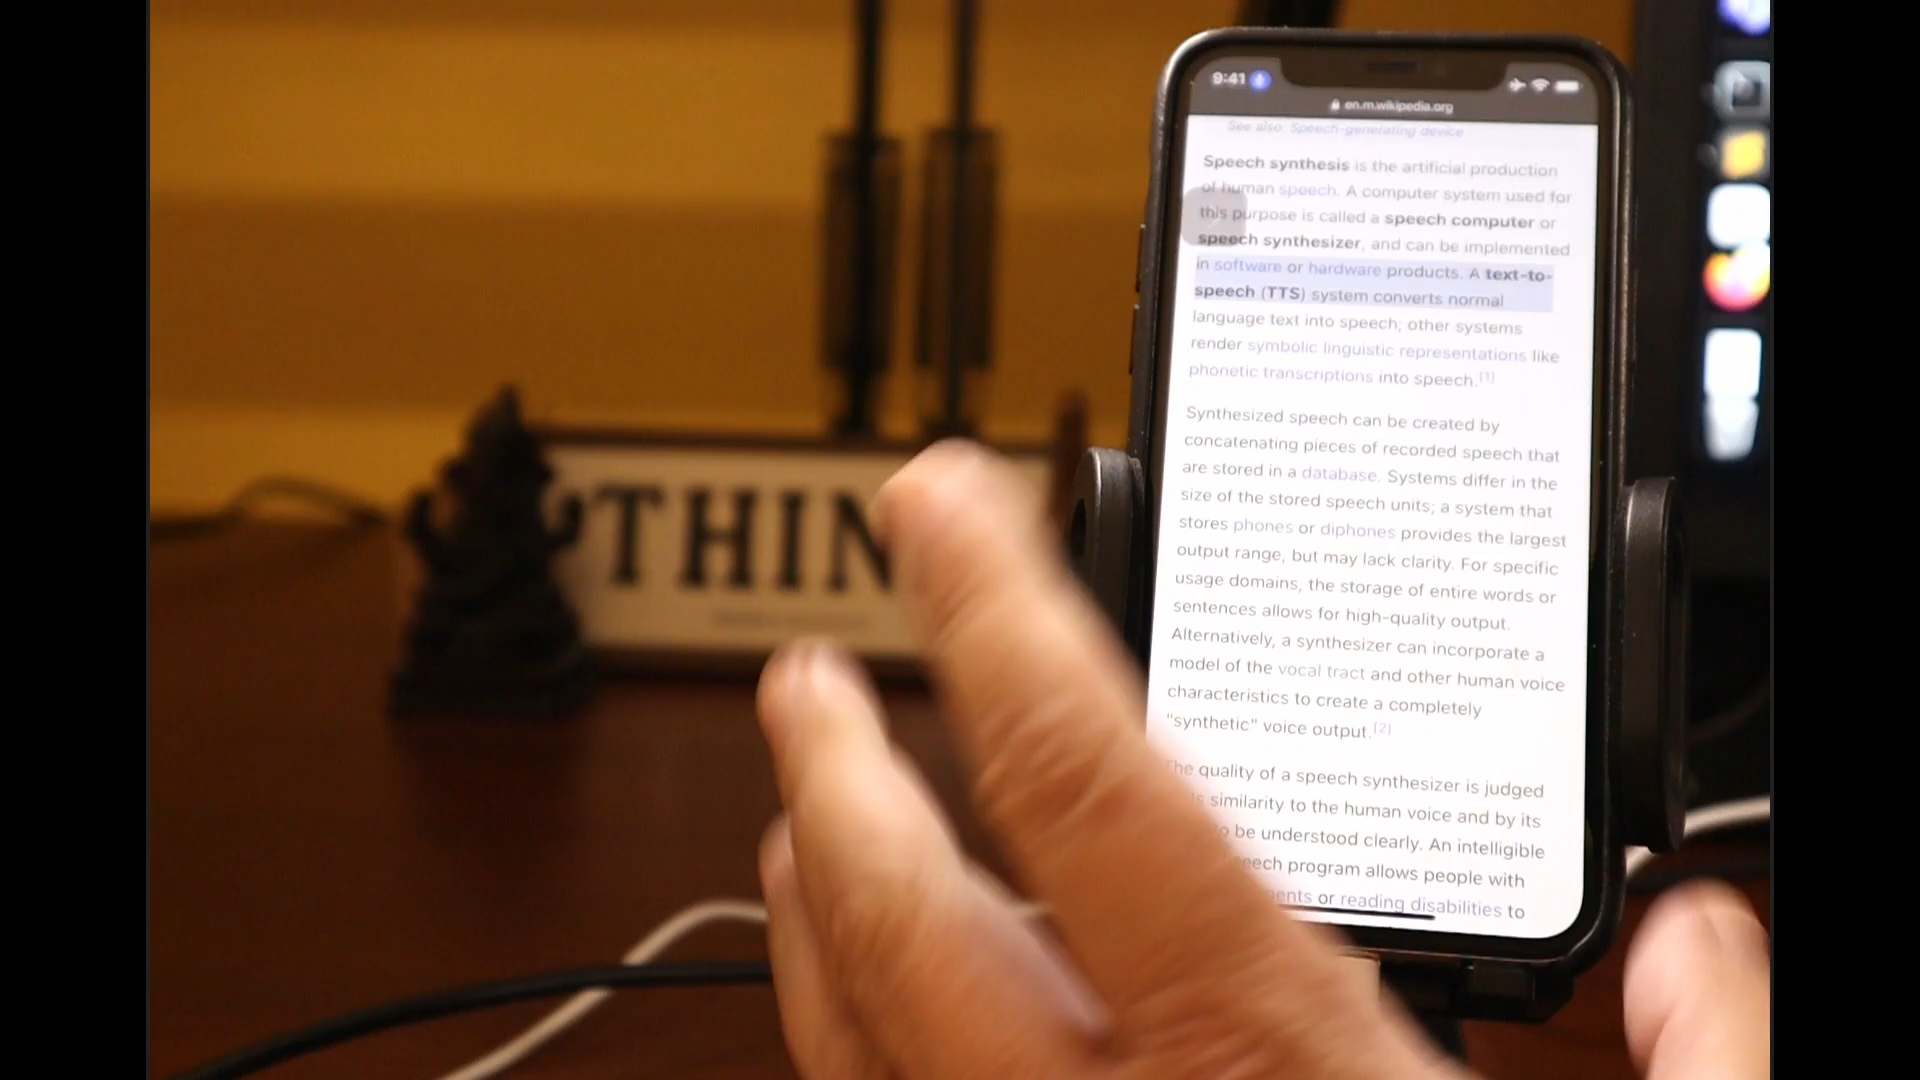 9:41
en.m.wikipedia.org
See also: Speech-generating device
Speech synthesis is the artificial production
of human speech. A computer system used for
this purpose is called a speech computer or
speech synthesizer, and can be implemented
in software or hardware products. A text-to-
speech (TTS) system converts normal
language text into speech; other systems
render symbolic linguistic representations like
phonetic transcriptions into speech.[1]
Synthesized speech can be created by
concatenating pieces of recorded speech that
are stored in a database. Systems differ in the
size of the stored speech units; a system that
stores phones or diphones provides the largest
output range, but may lack clarity. For specific
usage domains, the storage of entire words or
sentences allows for high-quality output.
Alternatively, a synthesizer can incorporate a
model of the vocal tract and other human voice
characteristics to create a completely
"synthetic" voice output.[2]
The quality of a speech synthesizer is judged
similarity to the human voice and by its
to be understood clearly. An intelligible
program allows people with
or reading disabilities to
THIN